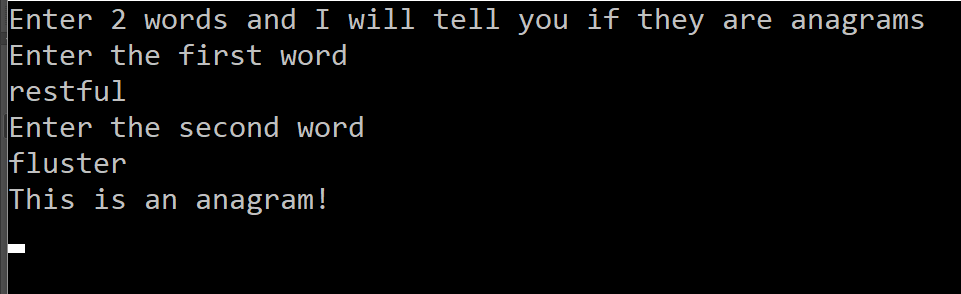 Enter 2 words and I will tell you if they are anagrams
Enter the first word
restful
Enter the second word
fluster
This is an anagram!